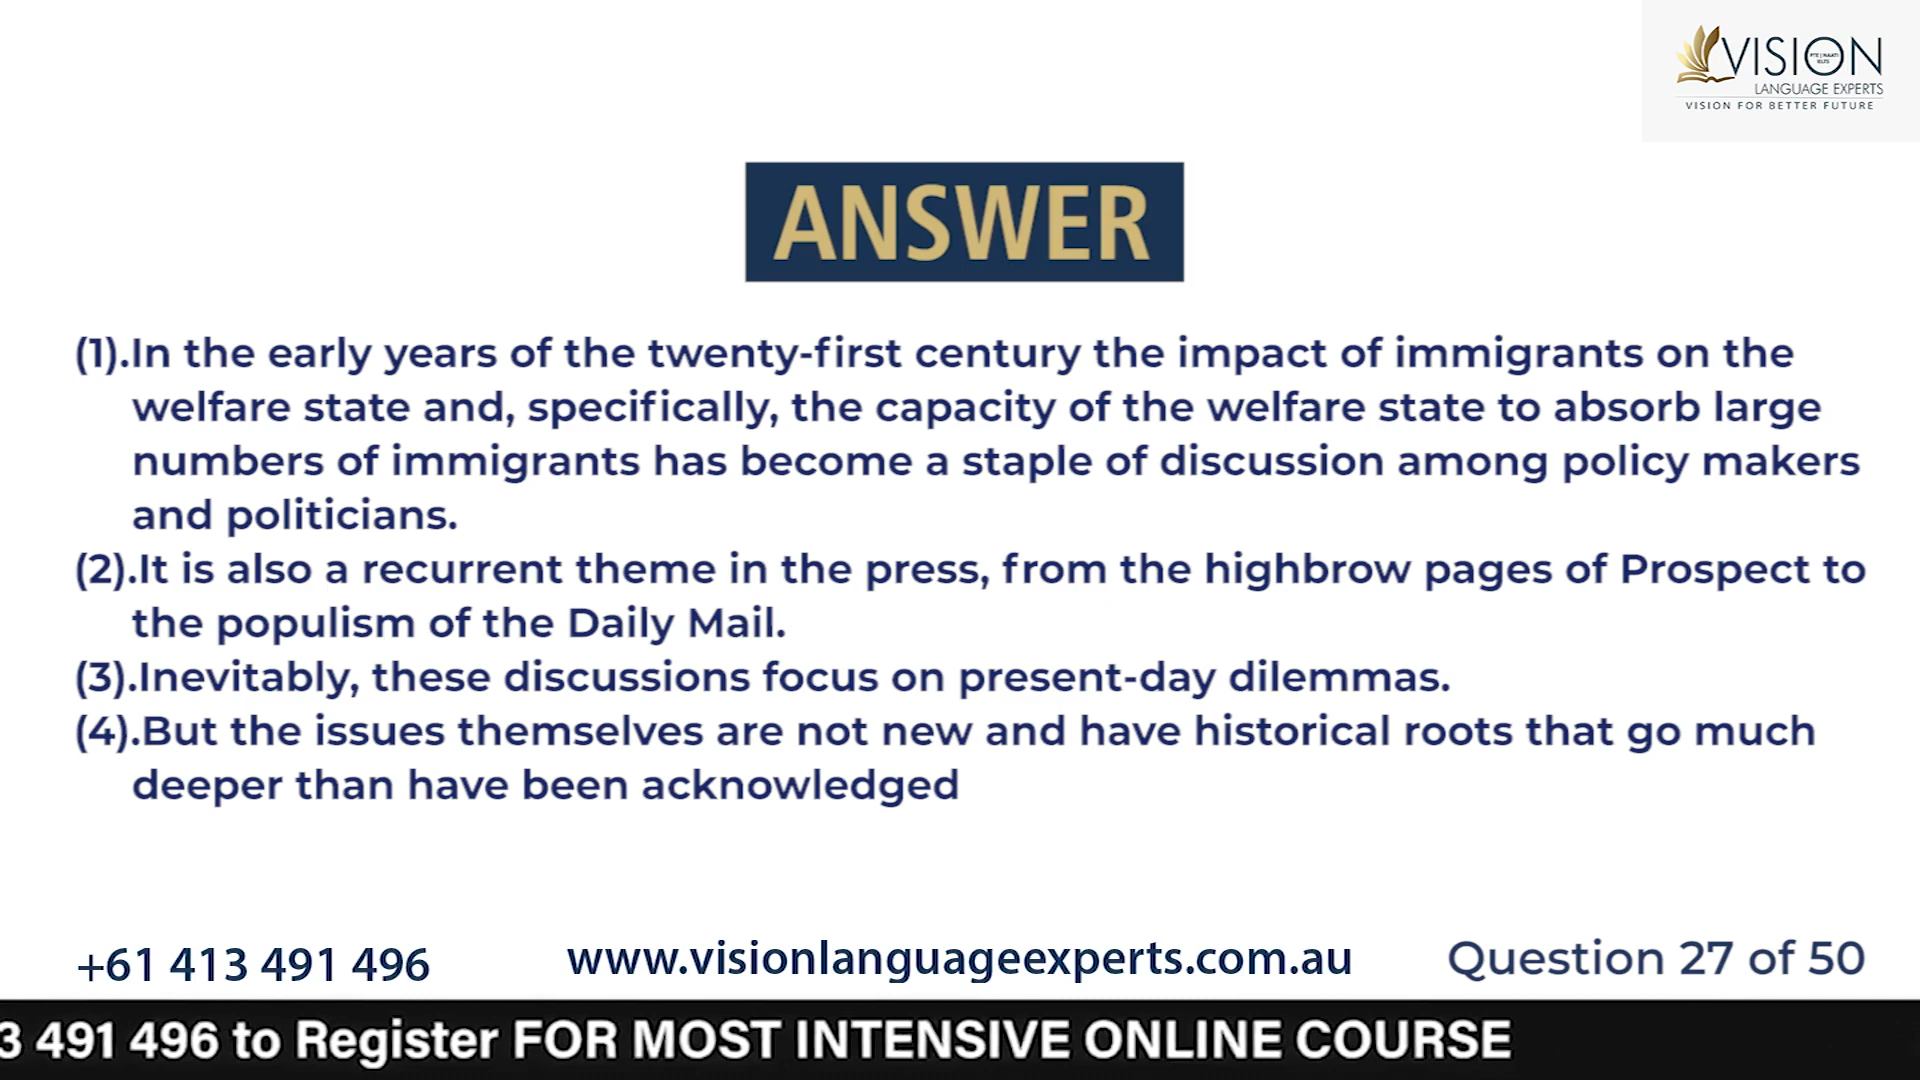 VISION
LANGUAGE EXPERTS
VISION FOR BETTER FUTURE
ANSWER
(1).In the early years of the twenty-first century the impact of immigrants on the
welfare state and, specifically, the capacity of the welfare state to absorb large
numbers of immigrants has become a staple of discussion among policy makers
and politicians.
(2).It is also a recurrent theme in the press, from the highbrow pages of Prospect to
the populism of the Daily Mail.
(3).Inevitably, these discussions focus on present-day dilemmas.
(4).But the issues themselves are not new and have historical roots that go much
deeper than have been acknowledged
+61 413 491 496
www.visionlanguageexperts.com.au
Question 27 of 50
3 491 496 to Register FOR MOST INTENSIVE ONLINE COURSE